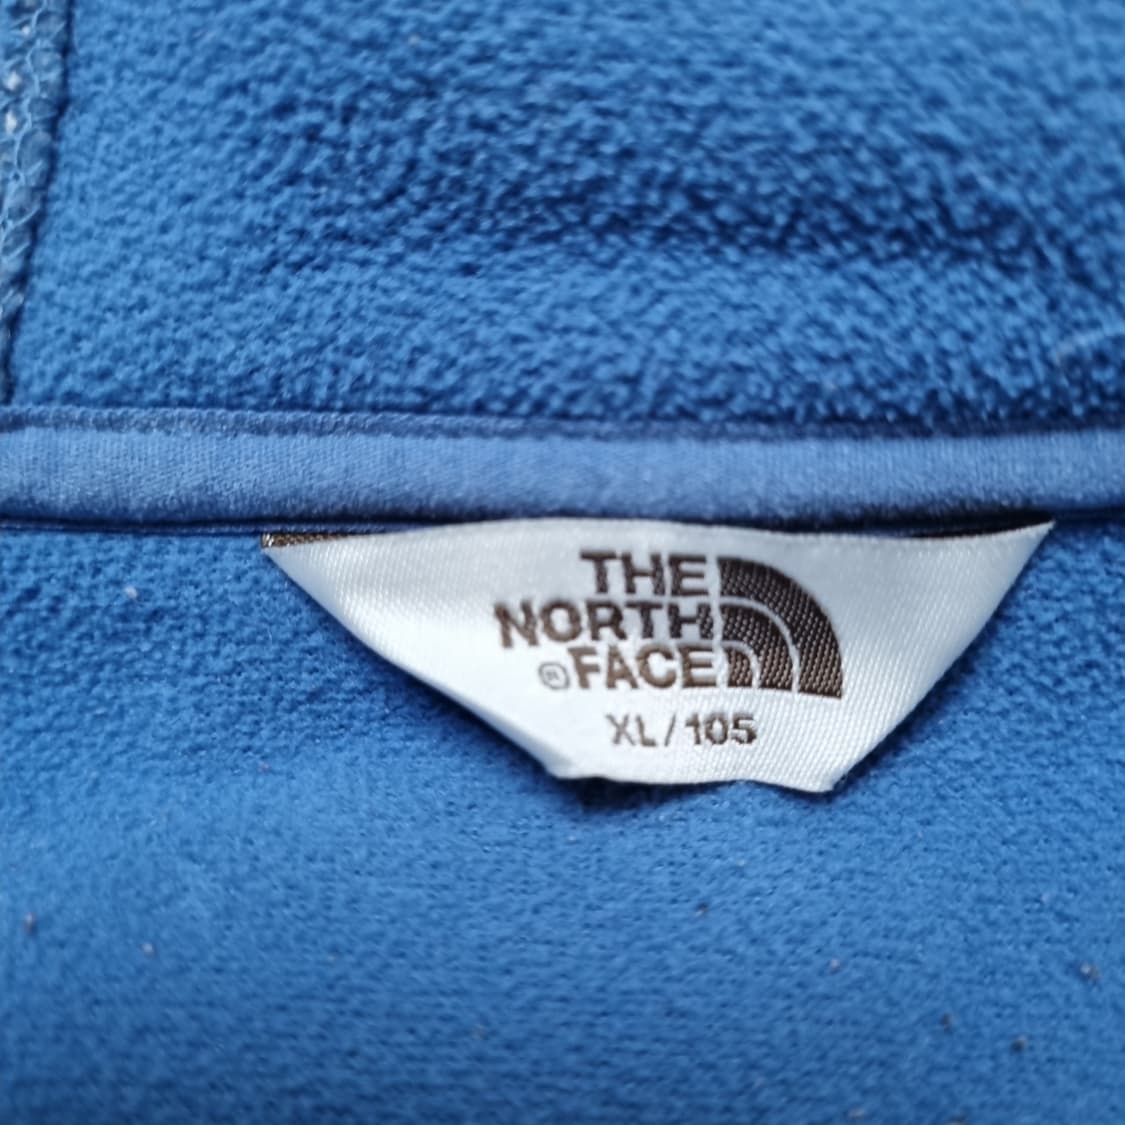 THE
NORTH
®FACE
XL/105